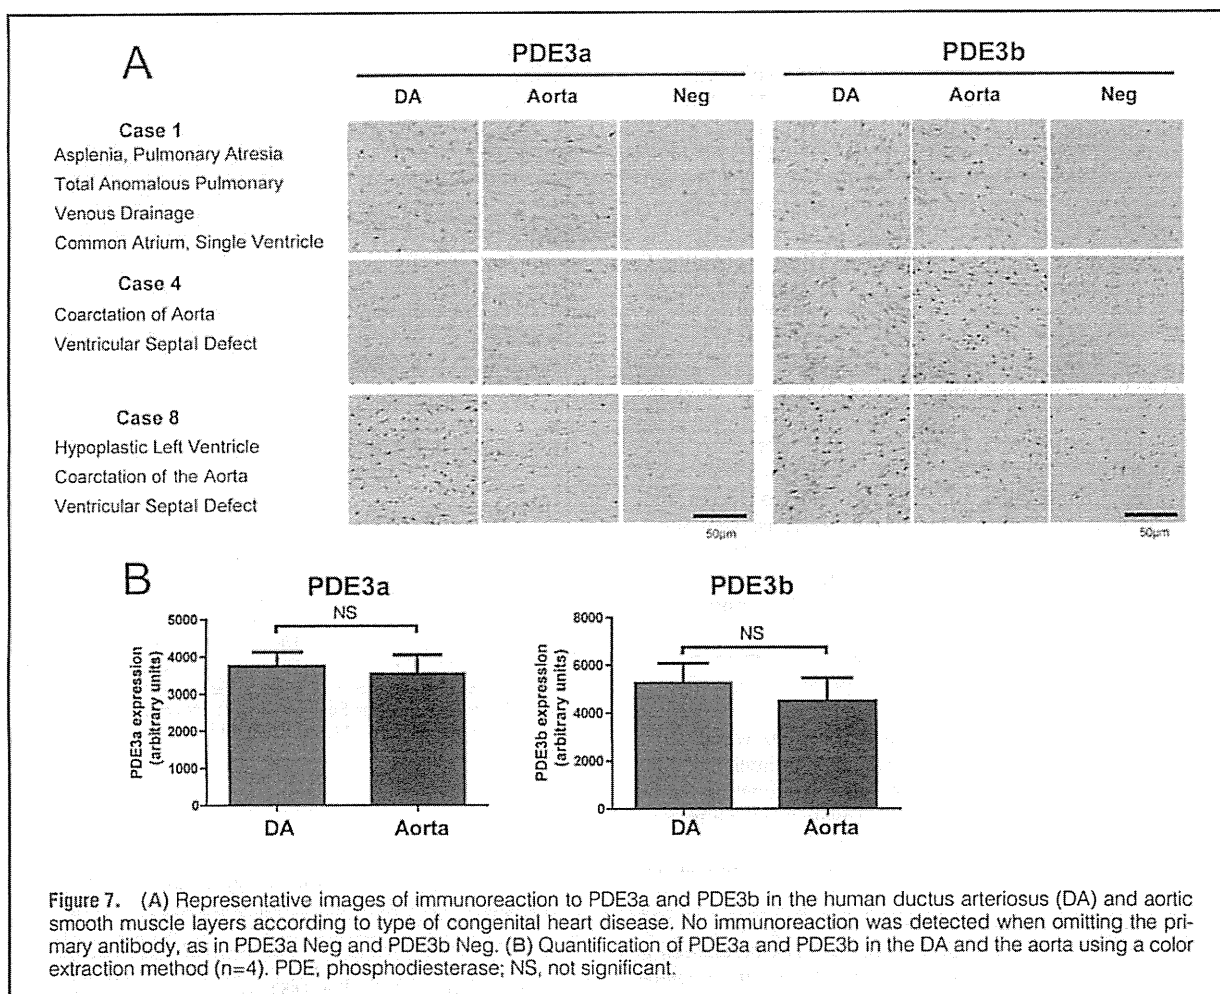 A
PDE3a PDE3b
DA Aorta Neg DA Aorta Neg
Case 1
Asplenia, Pulmonary Atresia
Total Anomalous Pulmonary
Venous Drainage
Common Atrium, Single Ventricle
Case 4
Coarctation of Aorta
Ventricular Septal Defect
Case 8
Hypoplastic Left Ventricle
Coarctation of the Aorta
Ventricular Septal Defect
50μm 50μm
B
PDE3a
PDE3a expression
(arbitrary units)
5000
4000
3000
2000
1000
0
NS
DA Aorta
PDE3b
PDE3b expression
(arbitrary units)
8000
6000
4000
2000
0
NS
DA Aorta
Figure 7. (A) Representative images of immunoreaction to PDE3a and PDE3b in the human ductus arteriosus (DA) and aortic
smooth muscle layers according to type of congenital heart disease. No immunoreaction was detected when omitting the pri-
mary antibody, as in PDE3a Neg and PDE3b Neg. (B) Quantification of PDE3a and PDE3b in the DA and the aorta using a color
extraction method (n=4). PDE, phosphodiesterase; NS, not significant.